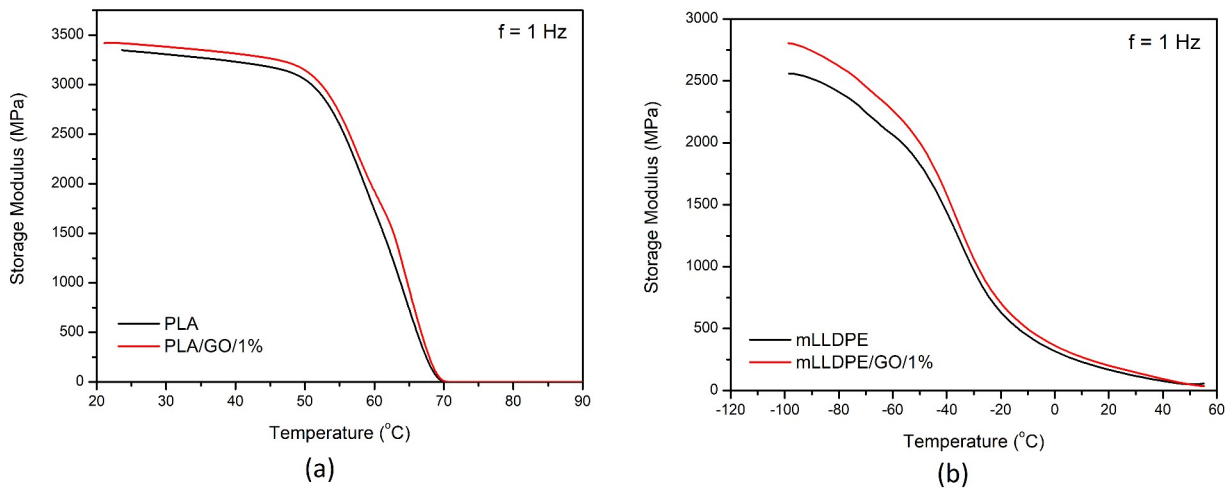 f = 1 Hz
Storage Modulus (MPa)
3500
3000
2500
2000
1500
1000
500
0
PLA
PLA/GO/1%
20 30 40 50 60 70 80 90
Temperature (°C)
(a)
f = 1 Hz
Storage Modulus (MPa)
3000
2500
2000
1500
1000
500
0
mLLDPE
mLLDPE/GO/1%
-120 -100 -80 -60 -40 -20 0 20 40 60
Temperature (°C)
(b)